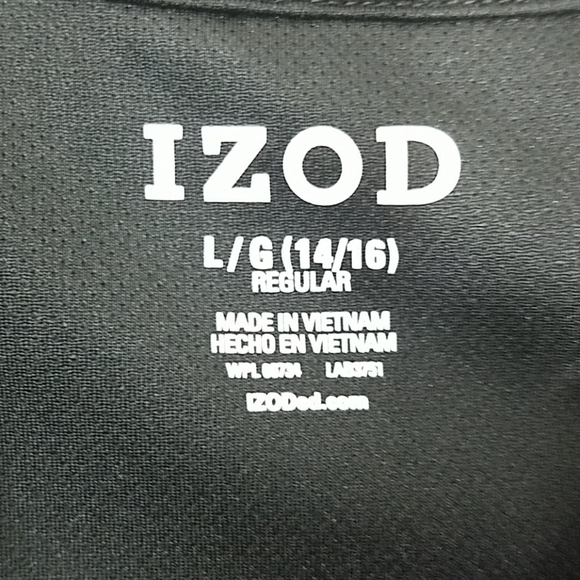 IZOD
L/G (14/16)
REGULAR
MADE IN VIETNAM
HECHO EN VIETNAM
WPL
IZODed.com